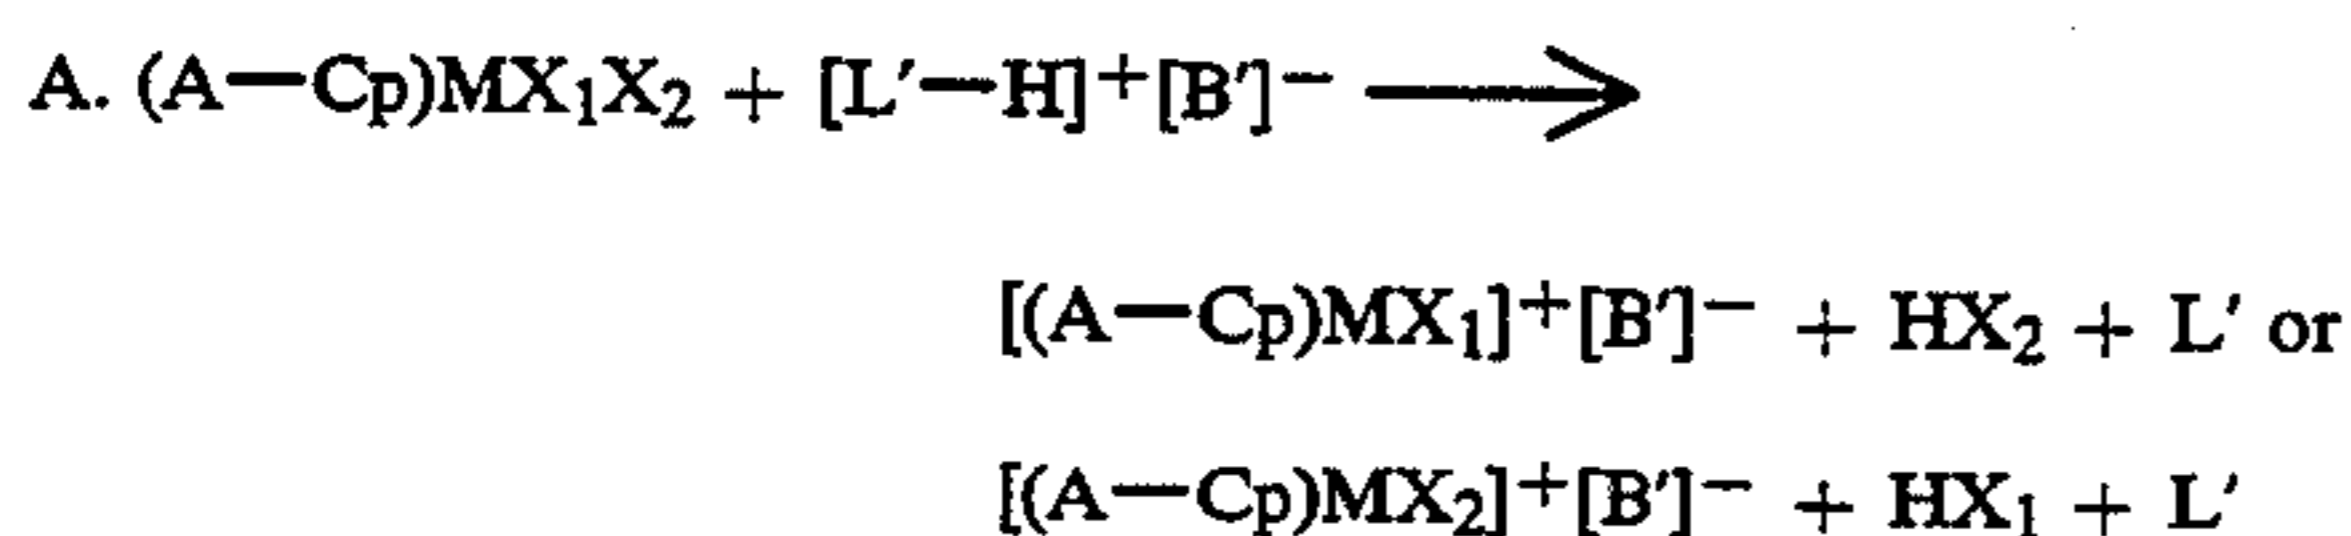 A. (A—Cp)MX₁X₂ + [L′—H]⁺[B′]⁻ ⟶
[(A—Cp)MX₁]⁺[B′]⁻ + HX₂ + L′ or
[(A—Cp)MX₂]⁺[B′]⁻ + HX₁ + L′